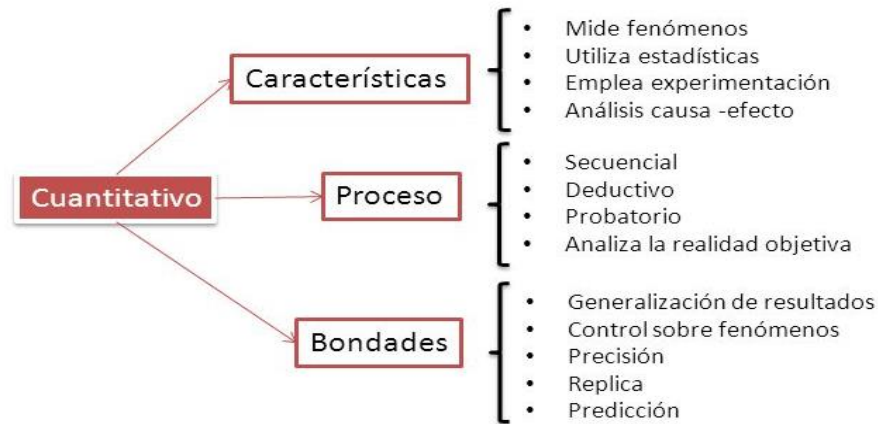 Cuantitativo
Característícas
• Mide fenómenos
• Utiliza estadísticas
• Emplea experimentación
• Análisis causa -efecto
Proceso
• Secuencial
• Deductivo
• Probatorio
• Analiza la realidad objetiva
Bondades
• Generalización de resultados
• Control sobre fenómenos
• Precisión
• Replica
• Predicción